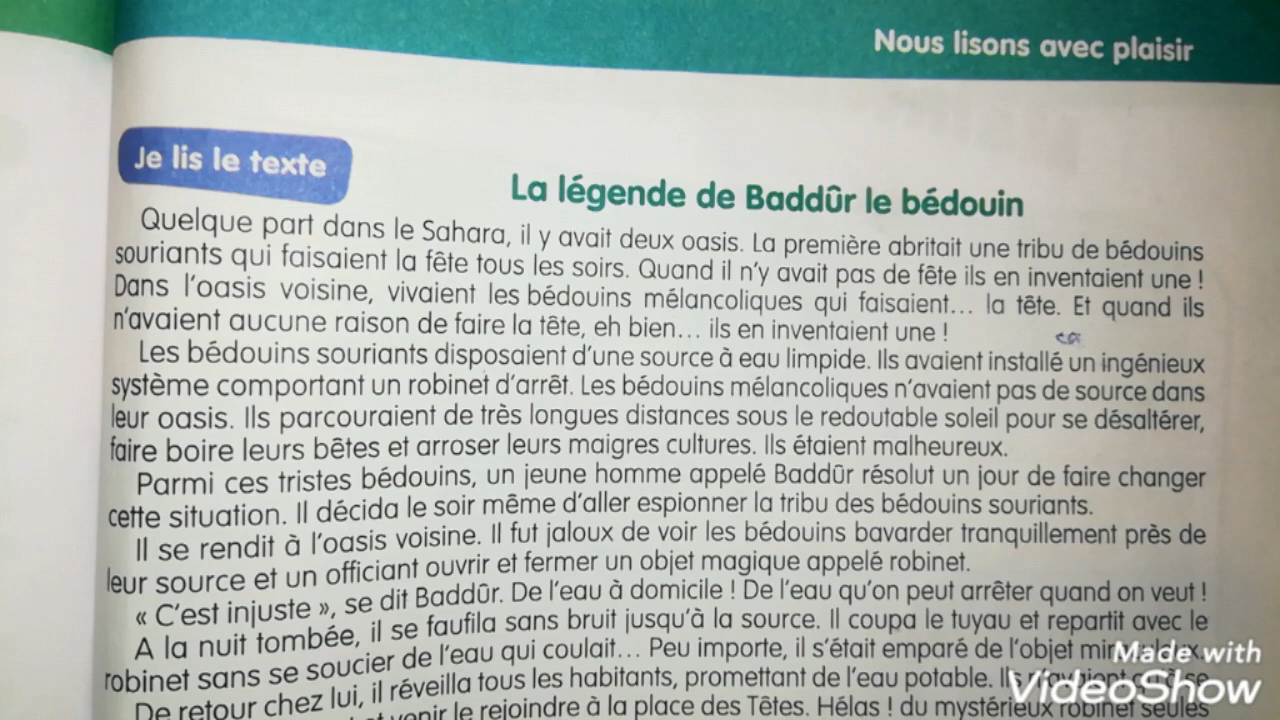 Nous lisons avec plaisir
Je lis le texte
La légende de Baddûr le bédouin
Quelque part dans le Sahara, il y avait deux oasis. La première abritait une tribu de bédouins
souriants qui faisaient la fête tous les soirs. Quand il n'y avait pas de fête ils en inventaient une !
Dans l'oasis voisine, vivaient les bédouins mélancoliques qui faisaient... la tête. Et quand ils
n'avaient aucune raison de faire la tête, eh bien... ils en inventaient une !
Les bédouins souriants disposaient d'une source à eau limpide. Ils avaient installé un ingénieux
système comportant un robinet d'arrêt. Les bédouins mélancoliques n'avaient pas de source dans
leur oasis. Ils parcouraient de très longues distances sous le redoutable soleil pour se désaltérer,
faire boire leurs bêtes et arroser leurs maigres cultures. Ils étaient malheureux.
Parmi ces tristes bédouins, un jeune homme appelé Baddûr résolut un jour de faire changer
cette situation. Il décida le soir même d'aller espionner la tribu des bédouins souriants.
Il se rendit à l'oasis voisine. Il fut jaloux de voir les bédouins bavarder tranquillement près de
leur source et un officiant ouvrir et fermer un objet magique appelé robinet.
« C'est injuste », se dit Baddûr. De l'eau à domicile ! De l'eau qu'on peut arrêter quand on veut !
A la nuit tombée, il se faufila sans bruit jusqu'à la source. Il coupa le tuyau et repartit avec le
robinet sans se soucier de l'eau qui coulait... Peu importe, il s'était emparé de l'objet
De retour chez lui, il réveilla tous les habitants, promettant de l'eau potable.
venir le rejoindre à la place des Têtes. Hélas ! du mystérieux robinet seules
Made with
VideoShow